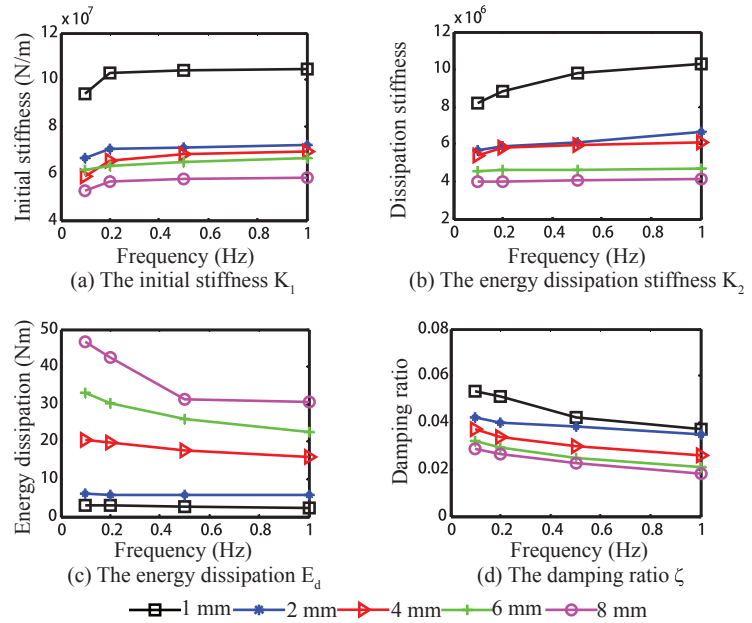 × 10⁷
12
10
8
6
4
Initial stiffness (N/m)
0 0.2 0.4 0.6 0.8 1
Frequency (Hz)
(a) The initial stiffness K₁
× 10⁶
12
10
8
6
4
2
Dissipation stiffness
0 0.2 0.4 0.6 0.8 1
Frequency (Hz)
(b) The energy dissipation stiffness K₂
50
40
30
20
10
0
Energy dissipation (Nm)
0 0.2 0.4 0.6 0.8 1
Frequency (Hz)
(c) The energy dissipation E_d
0.08
0.06
0.04
0.02
0
Damping ratio
0 0.2 0.4 0.6 0.8 1
Frequency (Hz)
(d) The damping ratio ζ
1 mm 2 mm 4 mm 6 mm 8 mm